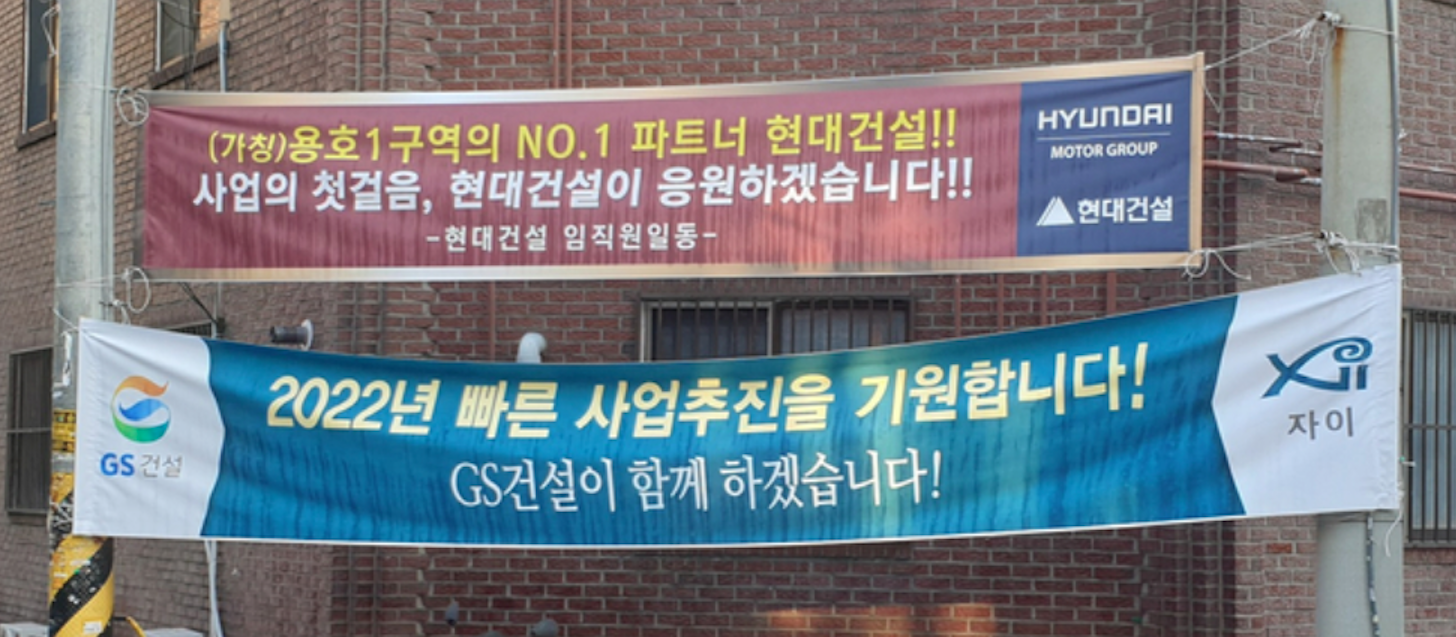 (가칭)용호1구역의 NO.1 파트너 현대건설!!
사업의 첫걸음, 현대건설이 응원하겠습니다!!
-현대건설 임직원일동-
HYUNDAI
MOTOR GROUP
현대건설
GS건설
2022년 빠른 사업추진을 기원합니다!
GS건설이 함께 하겠습니다!
Xi
자이